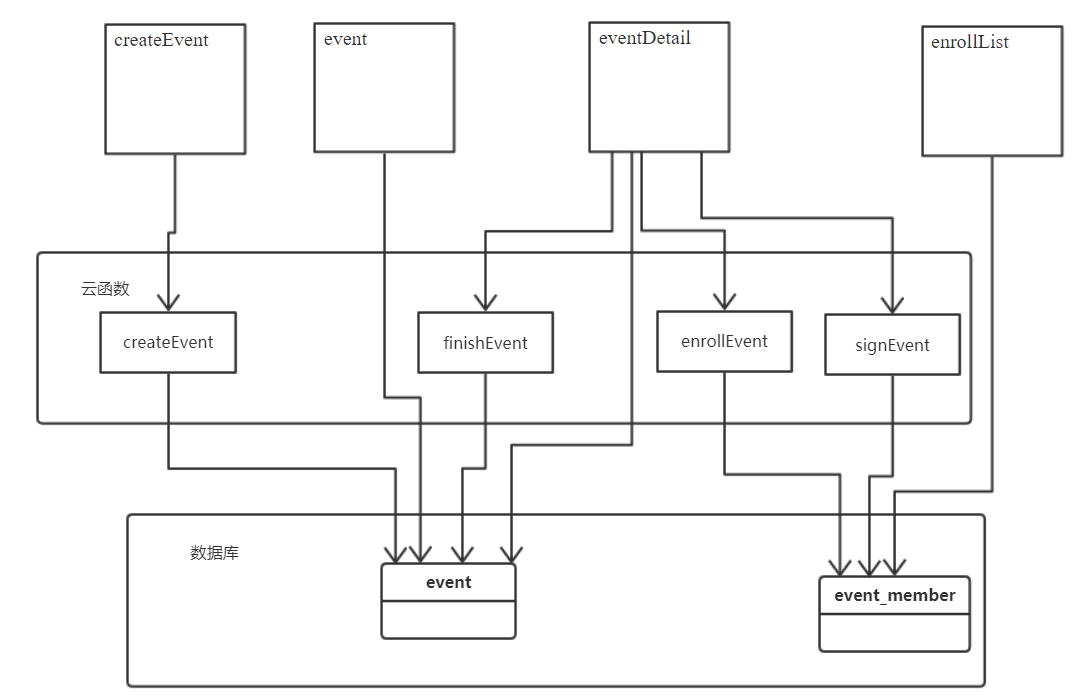 createEvent
event
eventDetail
enrollList
云函数
createEvent
finishEvent
enrollEvent
signEvent
数据库
event
event_member